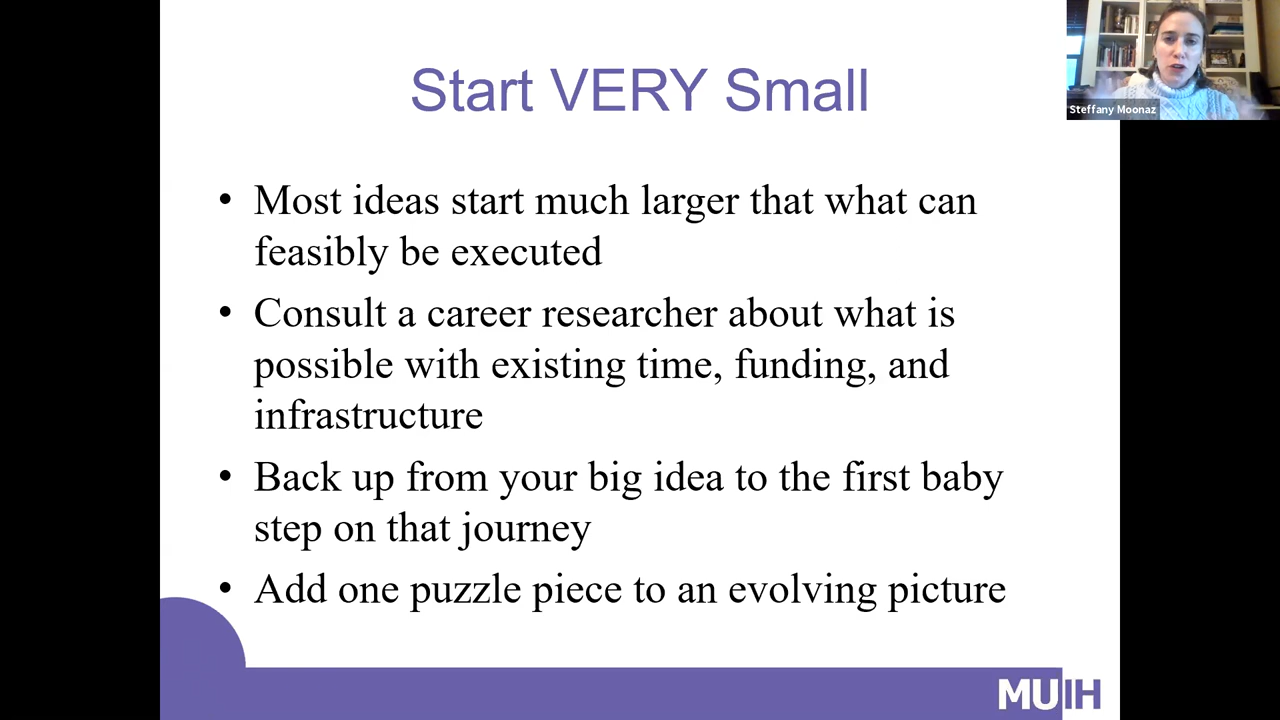 Start VERY Small
Steffany Moonaz
• Most ideas start much larger that what can
feasibly be executed
• Consult a career researcher about what is
possible with existing time, funding, and
infrastructure
• Back up from your big idea to the first baby
step on that journey
• Add one puzzle piece to an evolving picture
MUIH